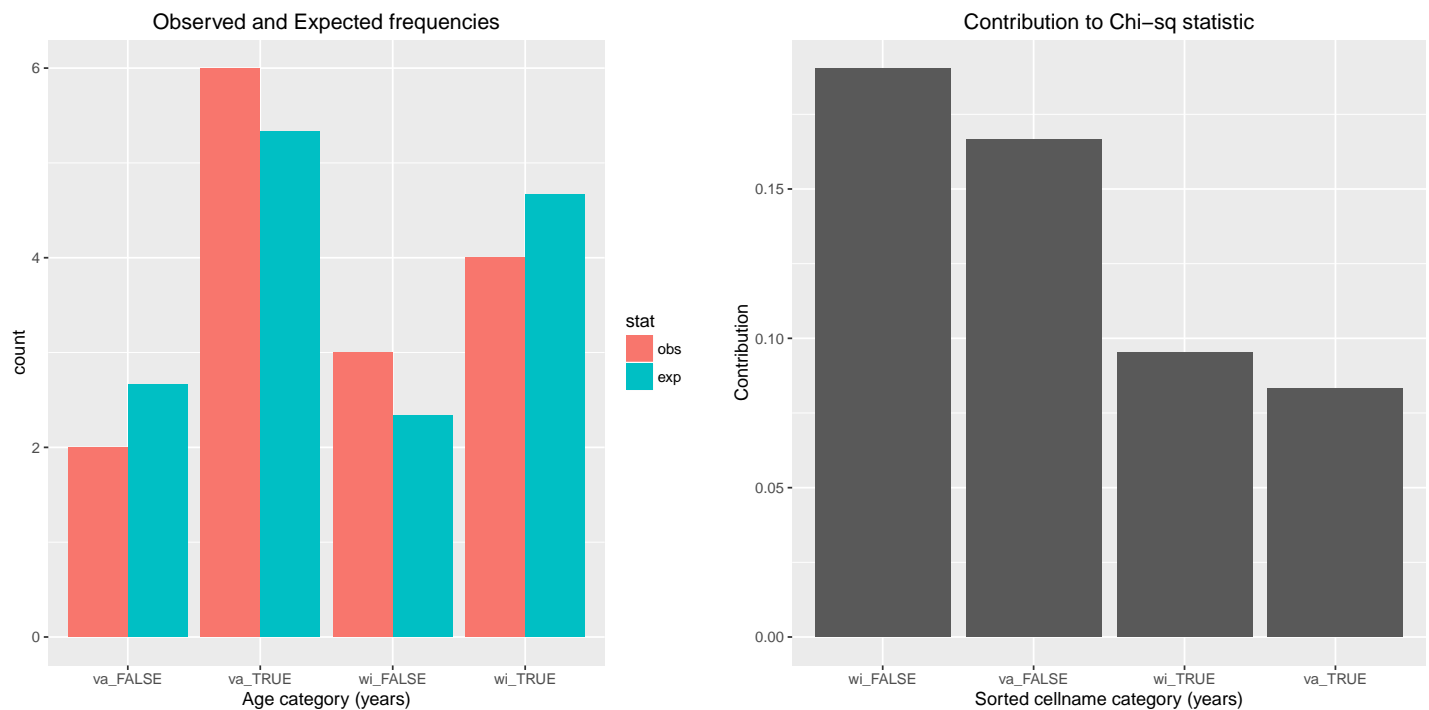 Observed and Expected frequencies
6
4
2
0
count
va_FALSE va_TRUE wi_FALSE wi_TRUE
Age category (years)
stat
obs
exp
Contribution to Chi−sq statistic
0.15
0.10
0.05
0.00
Contribution
wi_FALSE va_FALSE wi_TRUE va_TRUE
Sorted cellname category (years)